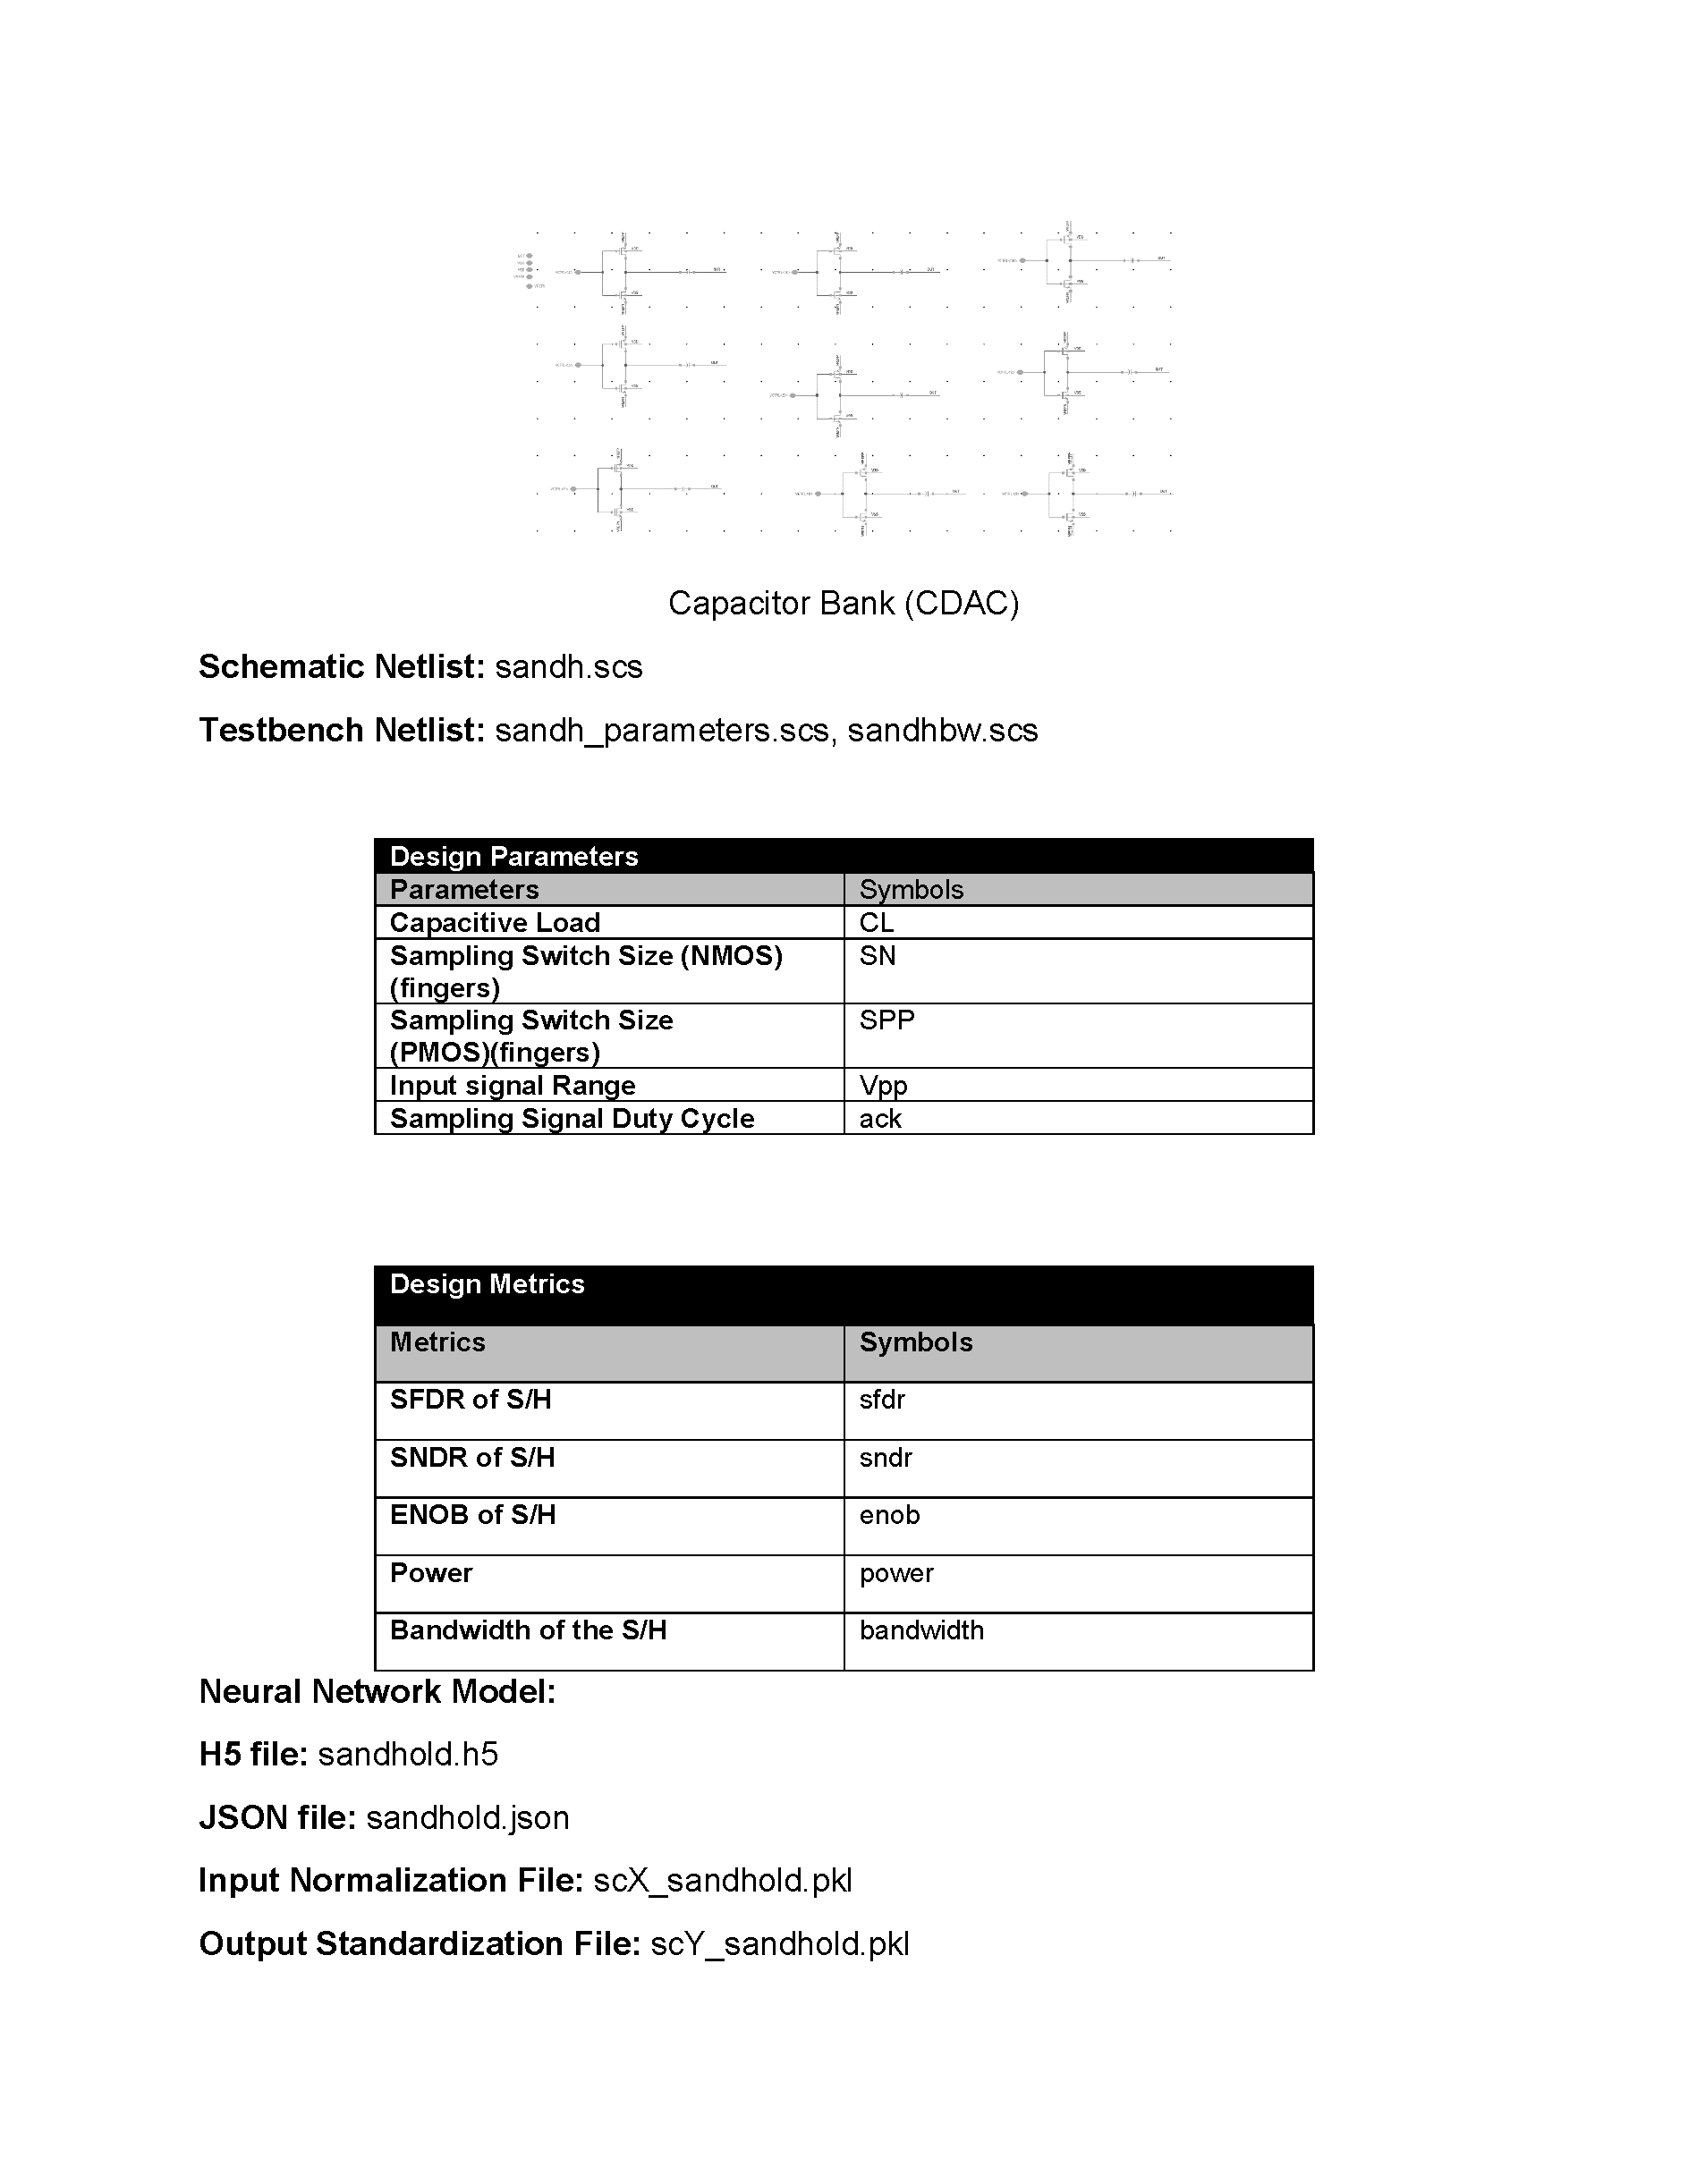 Capacitor Bank (CDAC)
Schematic Netlist: sandh.scs
Testbench Netlist: sandh_parameters.scs, sandhbw.scs
Design Parameters
Parameters Symbols
Capacitive Load CL
Sampling Switch Size (NMOS) SN
(fingers)
Sampling Switch Size SPP
(PMOS)(fingers)
Input signal Range Vpp
Sampling Signal Duty Cycle ack
Design Metrics
Metrics Symbols
SFDR of S/H sfdr
SNDR of S/H sndr
ENOB of S/H enob
Power power
Bandwidth of the S/H bandwidth
Neural Network Model:
H5 file: sandhold.h5
JSON file: sandhold.json
Input Normalization File: scX_sandhold.pkl
Output Standardization File: scY_sandhold.pkl